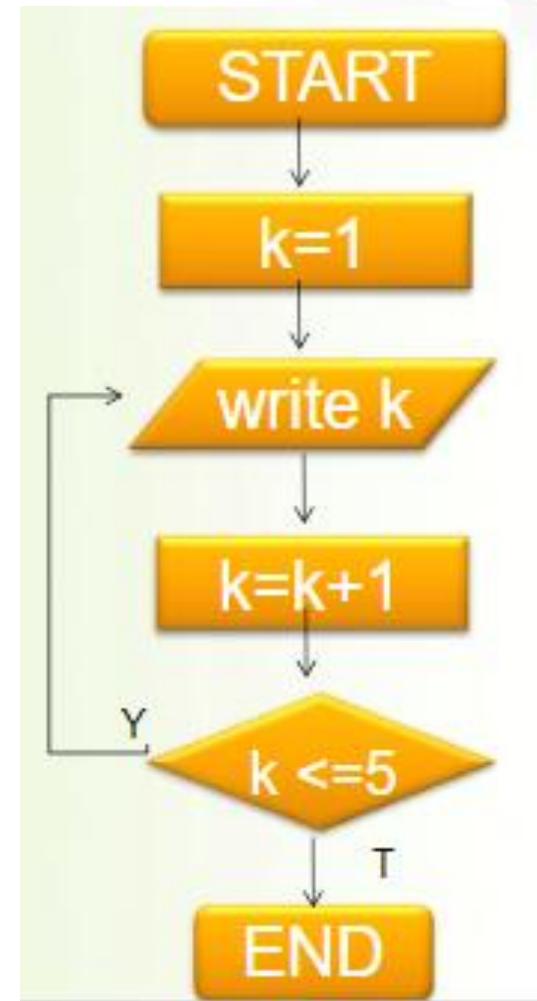 START
k=1
write k
k=k+1
Y
k <=5
T
END